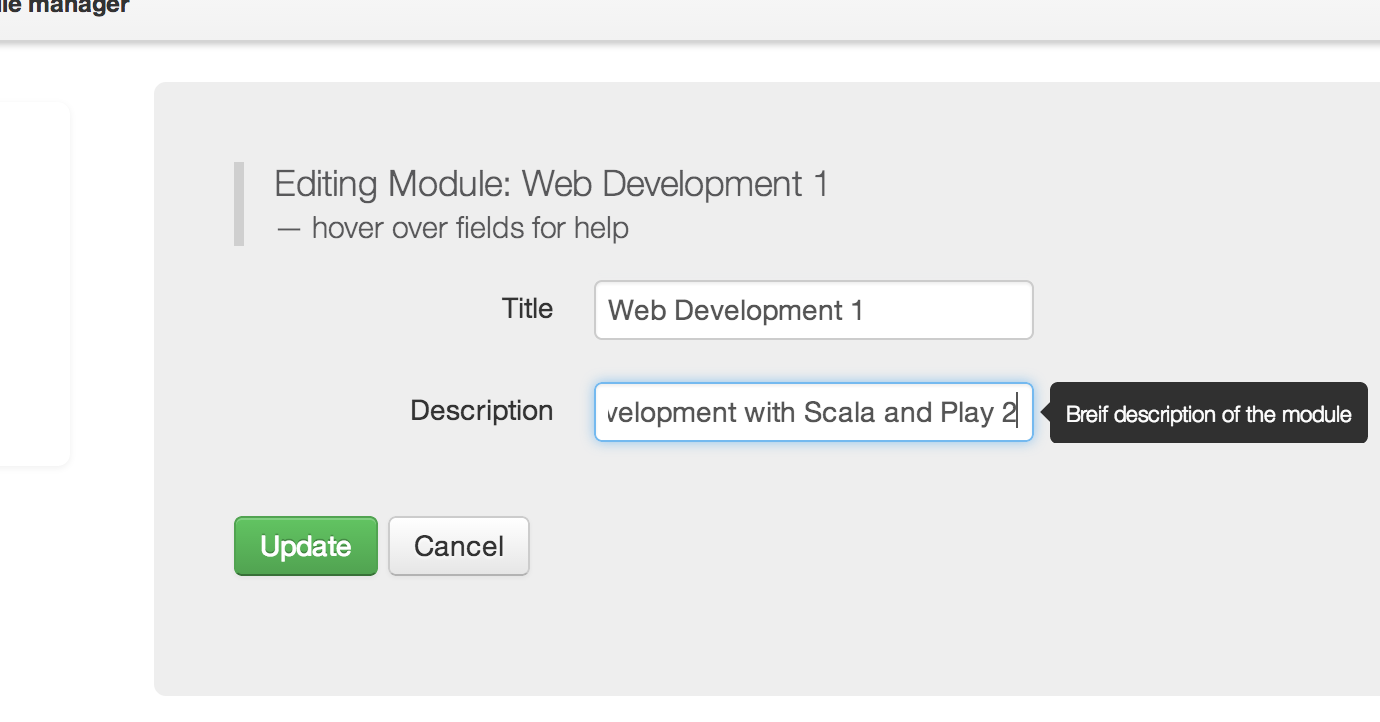 manager
Editing Module: Web Development 1
— hover over fields for help
Title
Web Development 1
Description
velopment with Scala and Play 2
Breif description of the module
Update
Cancel